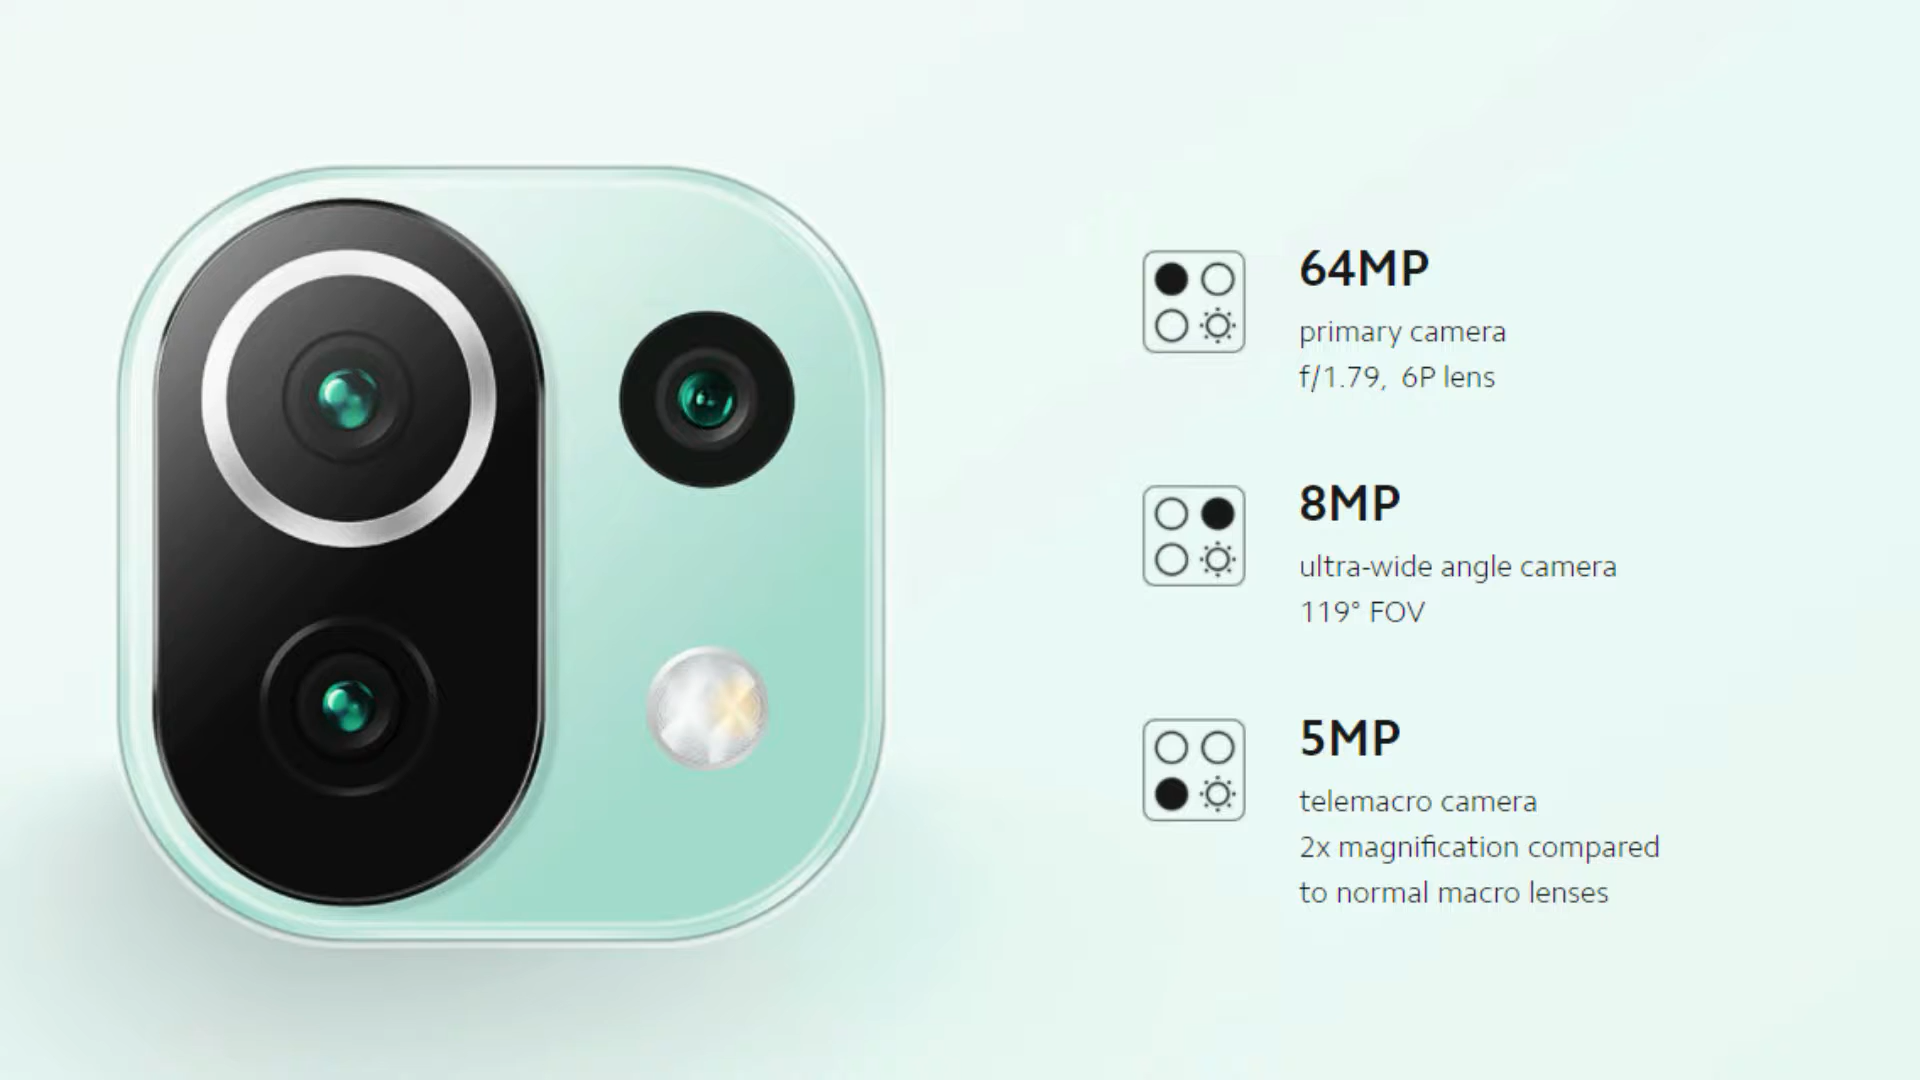 64MP
primary camera
f/1.79, 6P lens
8MP
ultra-wide angle camera
119° FOV
5MP
telemacro camera
2x magnification compared
to normal macro lenses